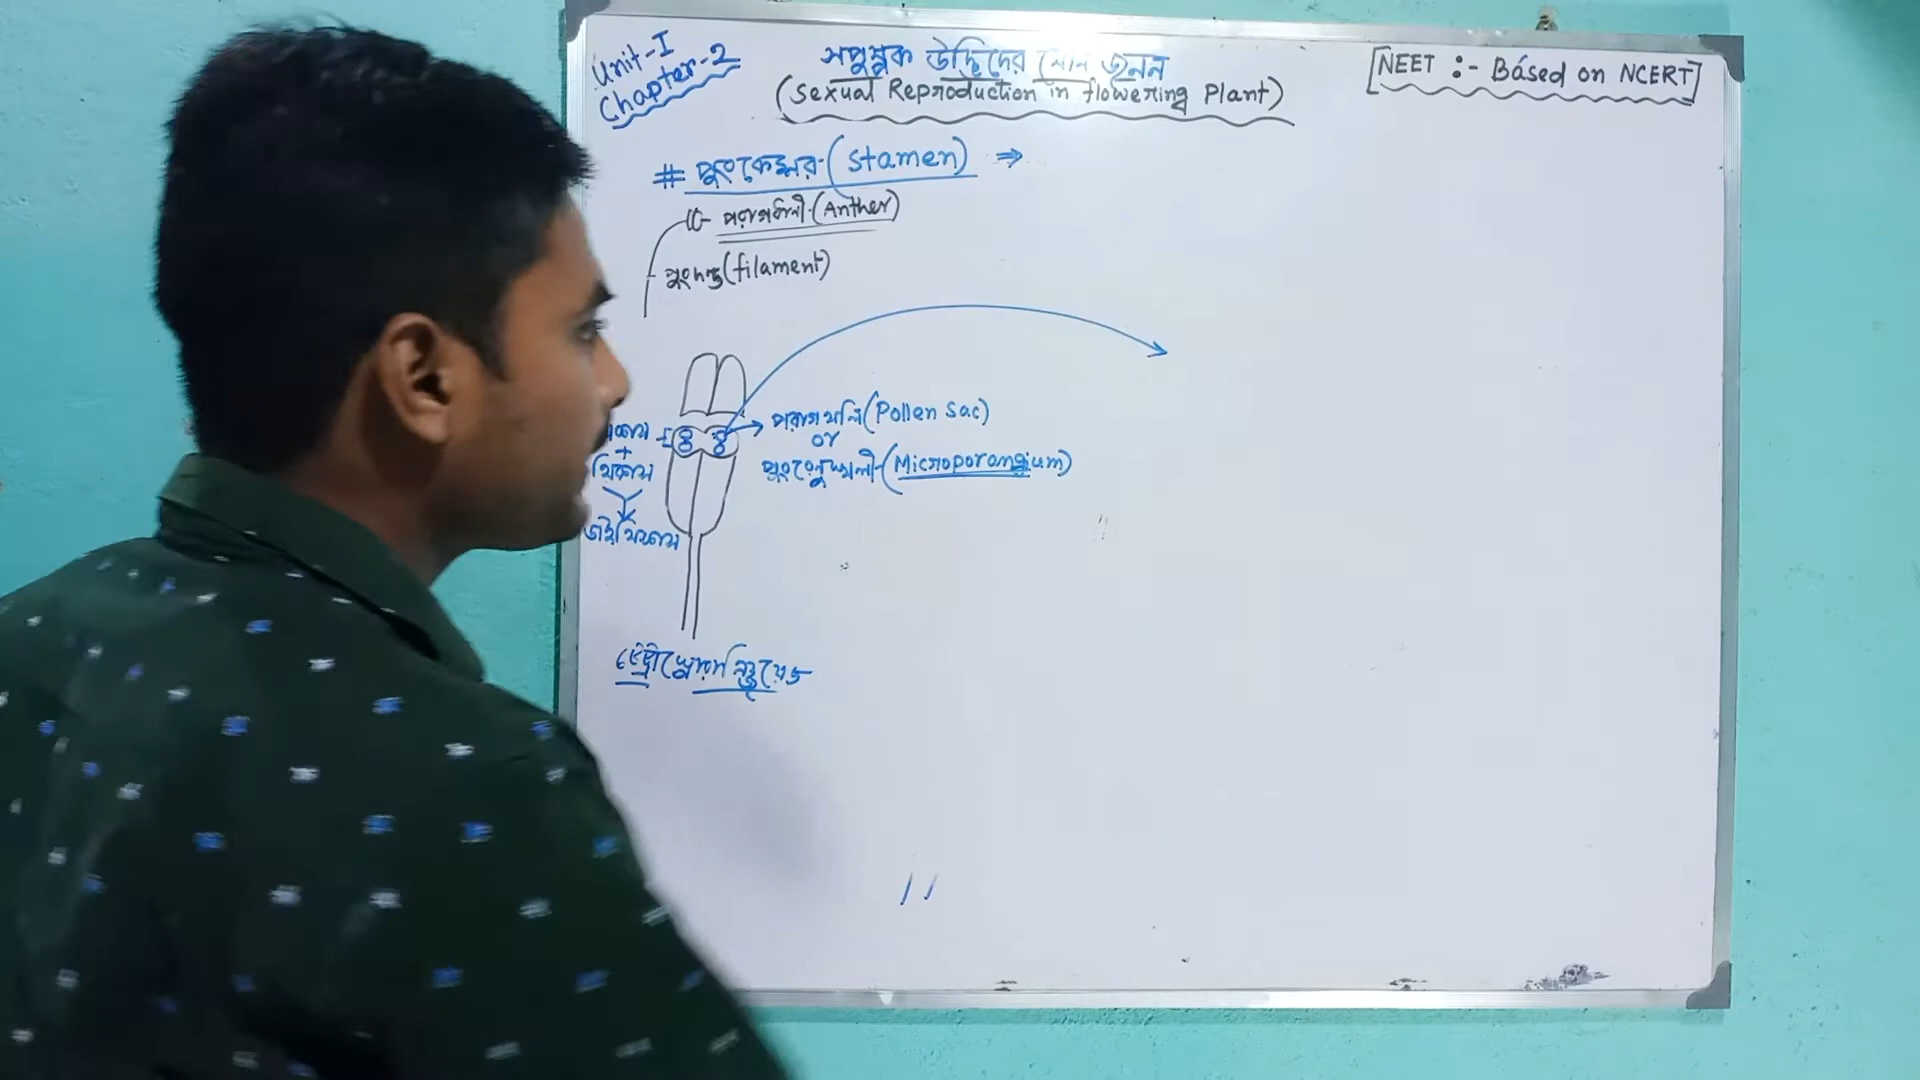 Unit-I
Chapter-2
সপুষ্পক উদ্ভিদের যৌন জনন
(Sexual Reproduction in flowering Plant)
[NEET :- Based on NCERT]
# পুংকেশর-(Stamen) ⇒
পরাগধানী-(Anther)
পুংদণ্ড(filament)
পরাগথলি(Pollen Sac)
or
পুংরেনুস্থলী-(Microporangium)
+